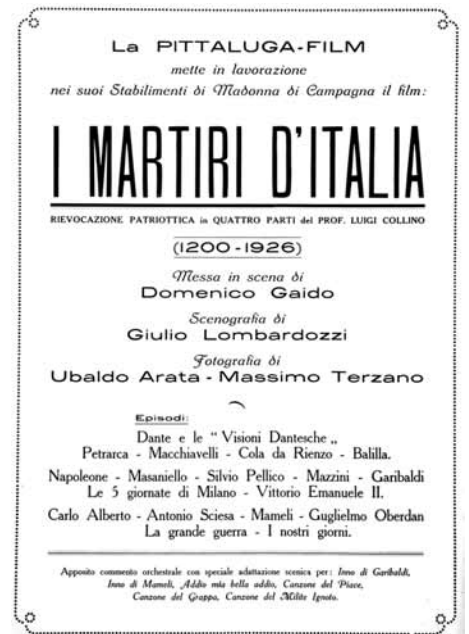 La PITTALUGA-FILM
mette in lavorazione
nei suoi Stabilimenti di Madonna di Campagna il film:
I MARTIRI D'ITALIA
RIEVOCAZIONE PATRIOTTICA in QUATTRO PARTI del PROF. LUIGI COLLINO
(1200-1926)
Messa in scena di
Domenico Gaido
Scenografia di
Giulio Lombardozzi
Fotografia di
Ubaldo Arata - Massimo Terzano
Episodi:
Dante e le " Visioni Dantesche „
Petrarca - Macchiavelli - Cola da Rienzo - Balilla.
Napoleone - Masaniello - Silvio Pellico - Mazzini - Garibaldi
Le 5 giornate di Milano - Vittorio Emanuele II.
Carlo Alberto - Antonio Sciesa - Mameli - Guglielmo Oberdan
La grande guerra - I nostri giorni.
Apposito commento orchestrale con speciale adattazione scenica per: Inno di Garibaldi,
Inno di Mameli, Addio mia bella addio, Canzone del Piave,
Canzone del Grappa, Canzone del Milite Ignoto.